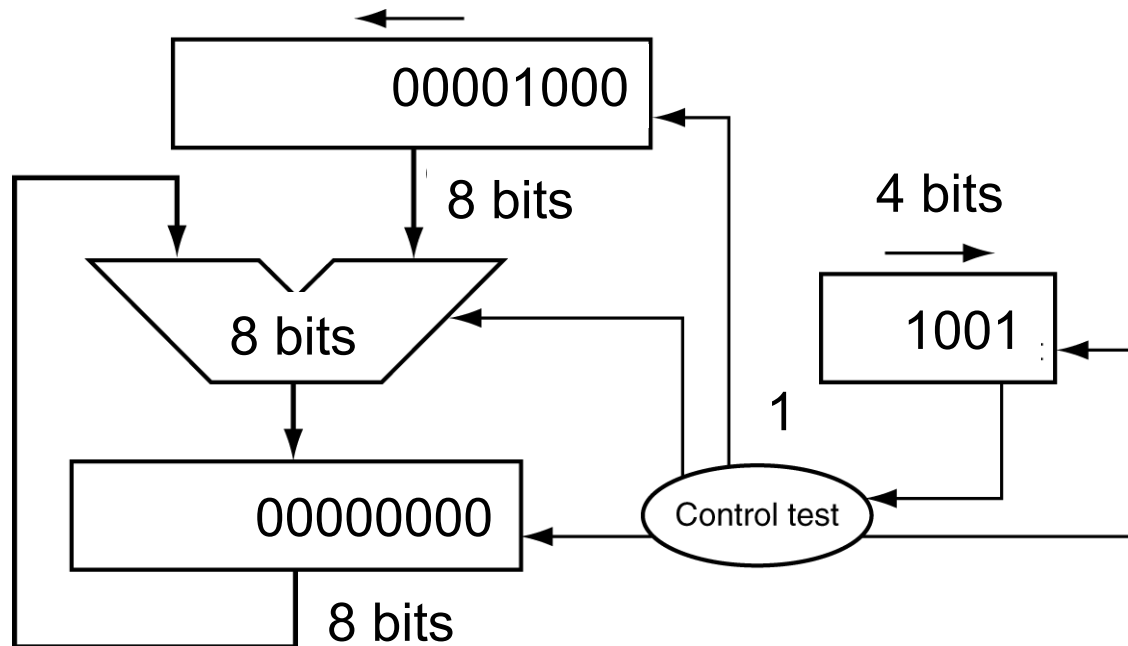 00001000
8 bits
4 bits
8 bits
1001
1
00000000
Control test
8 bits